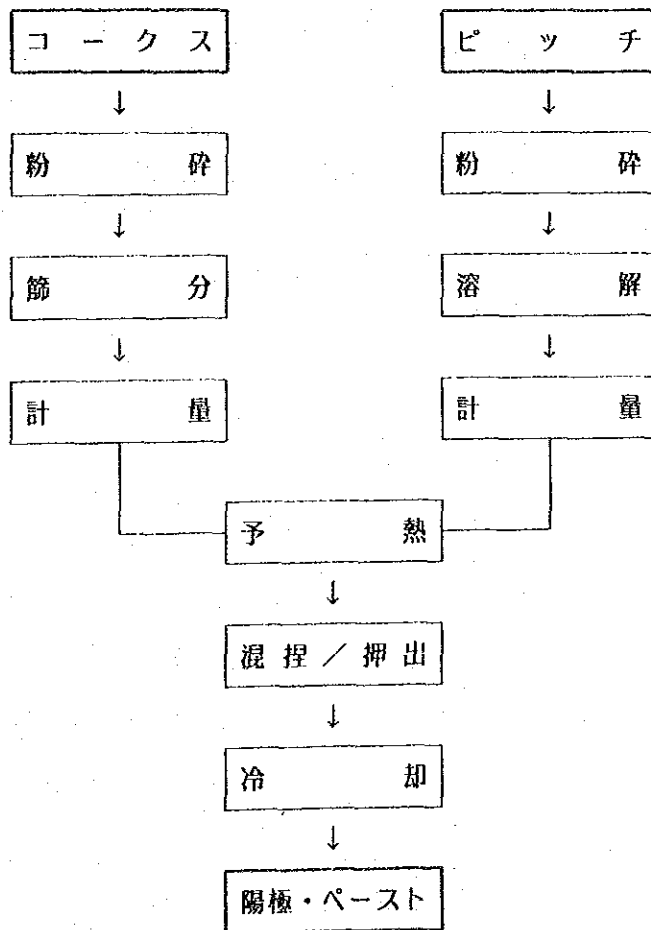 コークス ピッチ
↓ ↓
粉砕 粉砕
↓ ↓
篩分 溶解
↓ ↓
計量 計量
予熱
↓
混捏／押出
↓
冷却
↓
陽極・ペースト